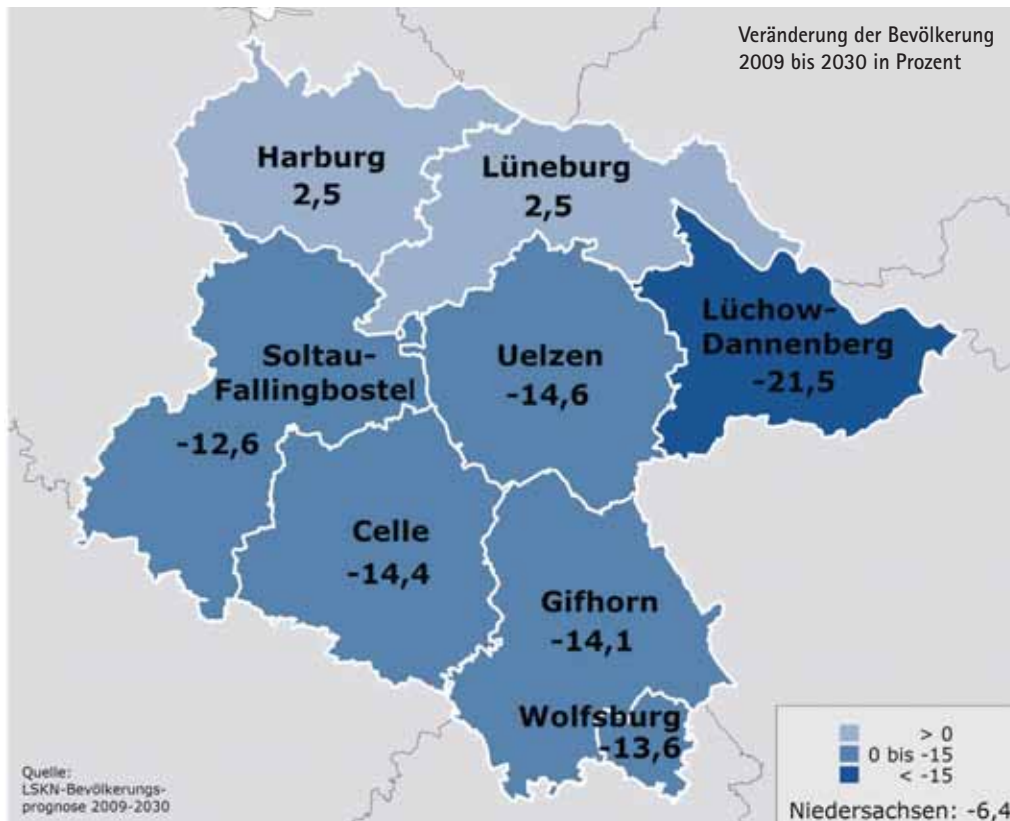 Veränderung der Bevölkerung
2009 bis 2030 in Prozent
Harburg
2,5
Lüneburg
2,5
Lüchow-
Dannenberg
-21,5
Soltau-
Fallingbostel
-12,6
Uelzen
-14,6
Celle
-14,4
Gifhorn
-14,1
Wolfsburg
-13,6
> 0
0 bis -15
< -15
Niedersachsen: -6,4
Quelle:
LSKN-Bevölkerungs-
prognose 2009-2030